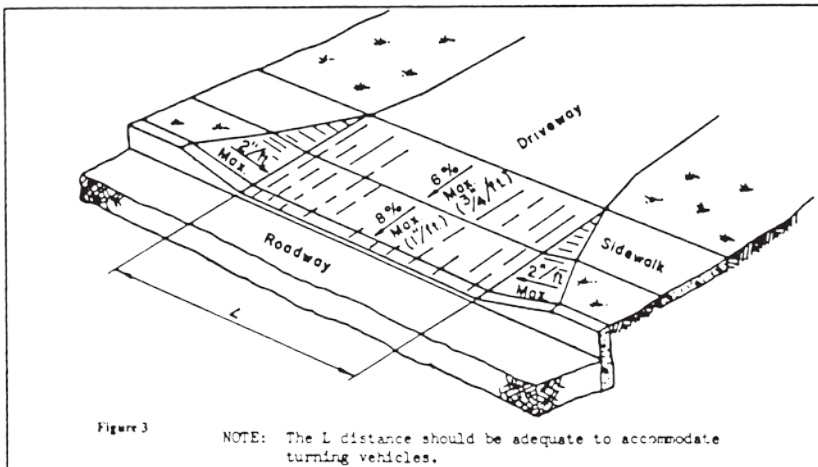 Driveway
2"/ft
Max.
6%
Max.
(3/4"/ft.)
8%
Max.
(1"/ft.)
Roadway
Sidewalk
2"/ft
Max.
L
Figure 3
NOTE: The L distance should be adequate to accommodate
turning vehicles.